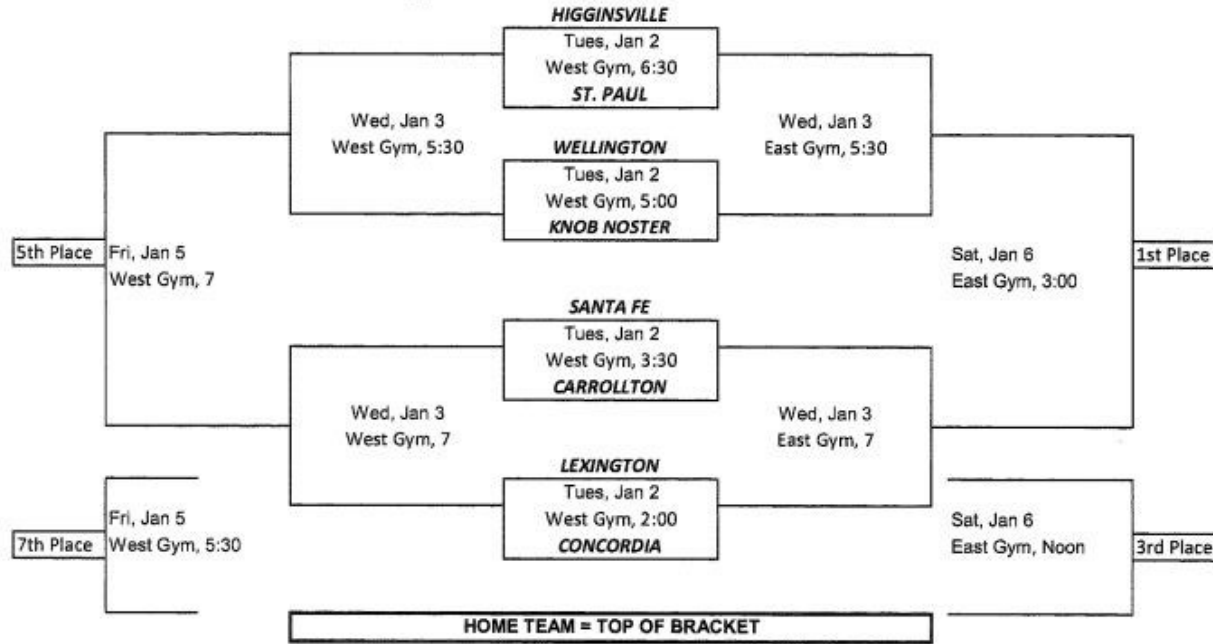 HIGGINSVILLE
Tues, Jan 2
West Gym, 6:30
ST. PAUL
Wed, Jan 3
West Gym, 5:30
Wed, Jan 3
East Gym, 5:30
WELLINGTON
Tues, Jan 2
West Gym, 5:00
KNOB NOSTER
5th Place
Fri, Jan 5
West Gym, 7
Sat, Jan 6
East Gym, 3:00
1st Place
SANTA FE
Tues, Jan 2
West Gym, 3:30
CARROLLTON
Wed, Jan 3
West Gym, 7
Wed, Jan 3
East Gym, 7
LEXINGTON
Tues, Jan 2
West Gym, 2:00
CONCORDIA
7th Place
Fri, Jan 5
West Gym, 5:30
Sat, Jan 6
East Gym, Noon
3rd Place
HOME TEAM = TOP OF BRACKET